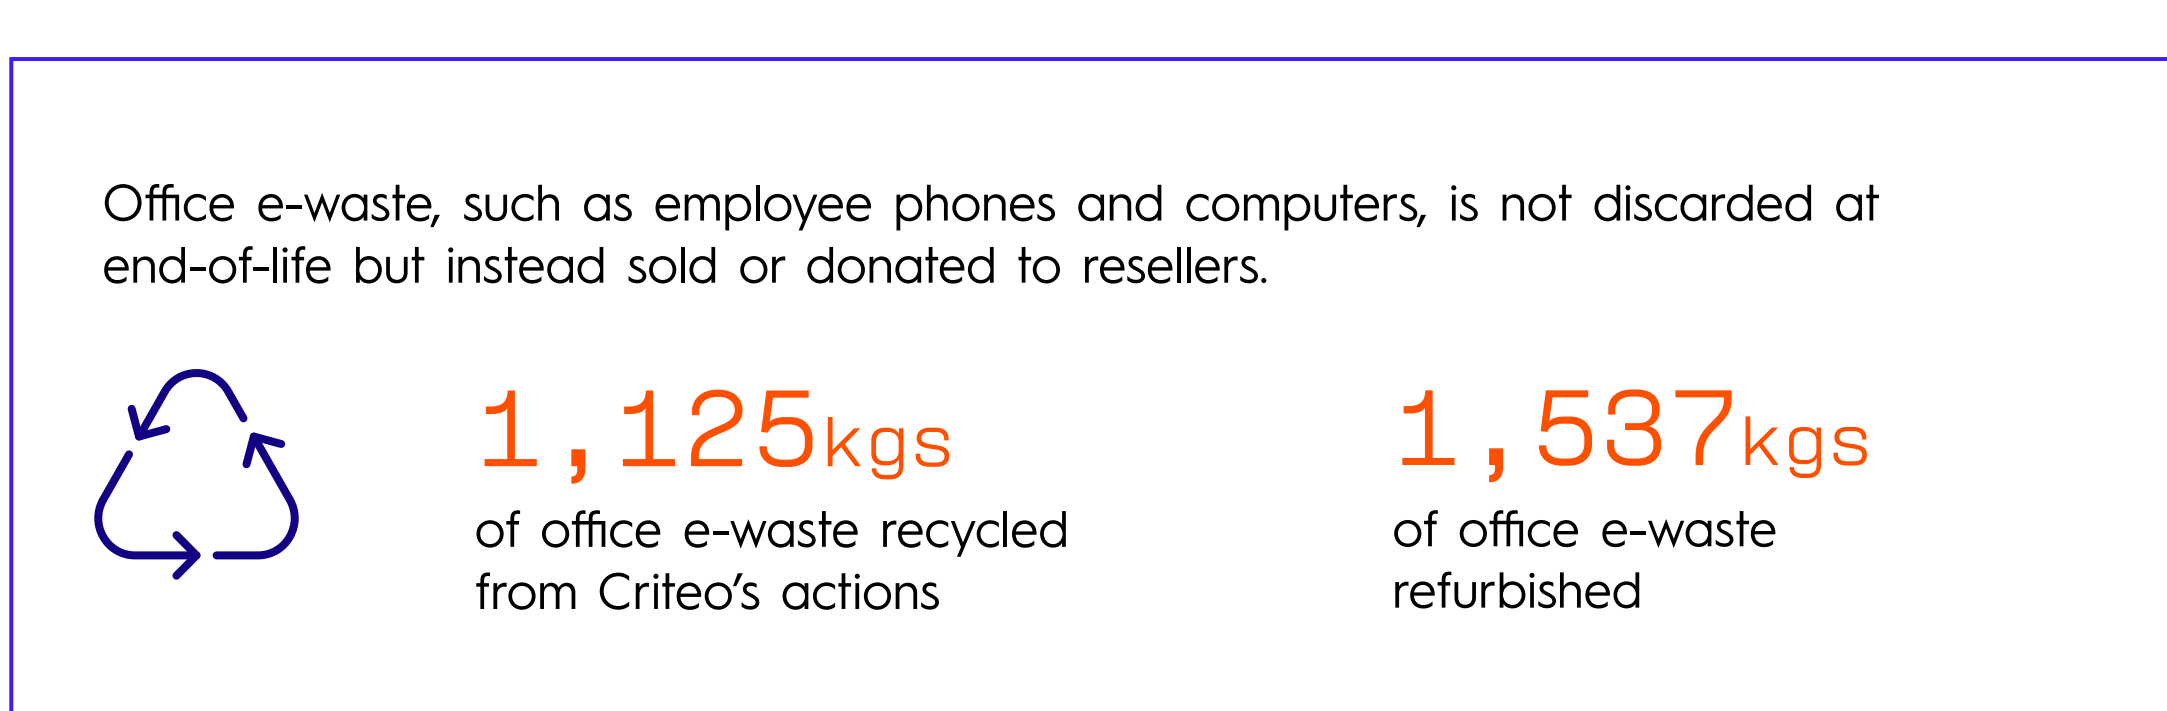 Office e-waste, such as employee phones and computers, is not discarded at
end-of-life but instead sold or donated to resellers.
1,125kgs
of office e-waste recycled
from Criteo’s actions
1,537kgs
of office e-waste
refurbished